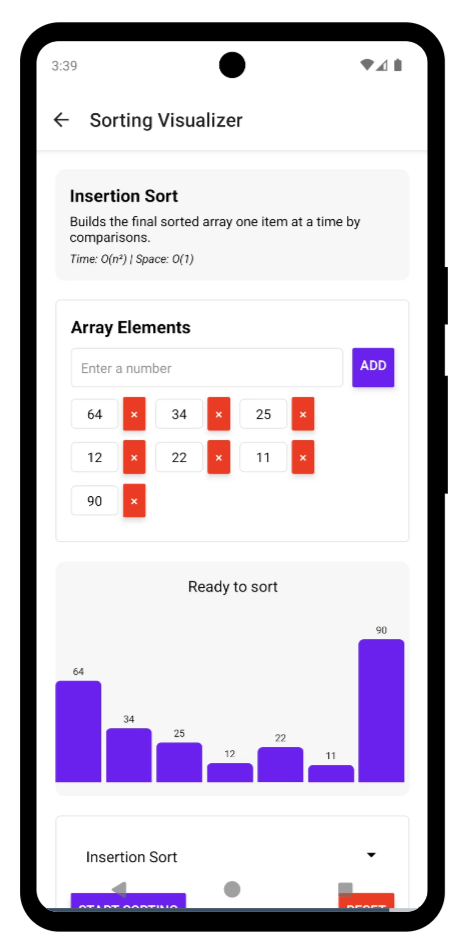 3:39
Sorting Visualizer
Insertion Sort
Builds the final sorted array one item at a time by
comparisons.
Time: O(n²) | Space: O(1)
Array Elements
Enter a number
ADD
64 × 34 × 25 ×
12 × 22 × 11 ×
90 ×
Ready to sort
90
64
34
25
22
12
11
Insertion Sort
START SORTING RESET